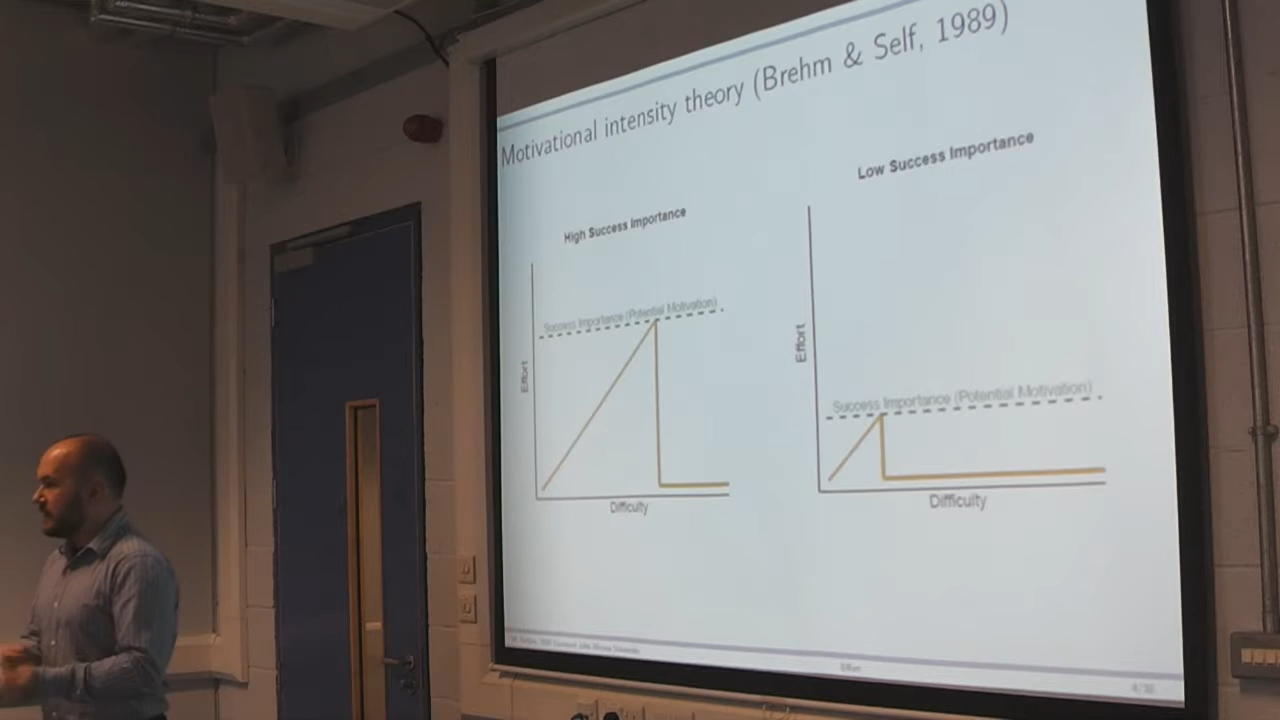 Motivational intensity theory (Brehm & Self, 1989)
High Success Importance
Success Importance (Potential Motivation)
Effort
Difficulty
Low Success Importance
Success Importance (Potential Motivation)
Effort
Difficulty
Effort